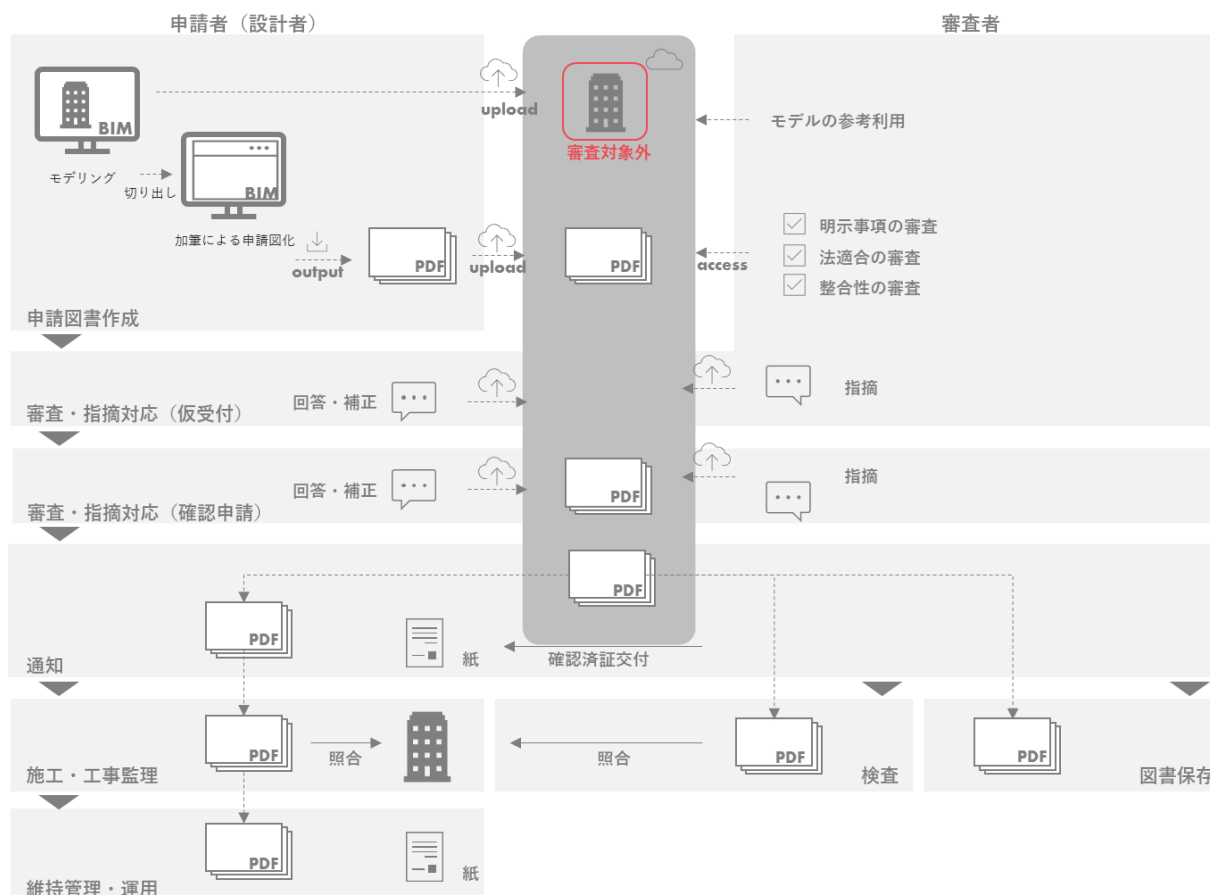 申請者（設計者）
審査者
BIM
モデリング
切り出し
BIM
加筆による申請図化
output
PDF
upload
upload
審査対象外
PDF
モデルの参考利用
access
明示事項の審査
法適合の審査
整合性の審査
申請図書作成
回答・補正
指摘
審査・指摘対応（仮受付）
回答・補正
PDF
指摘
審査・指摘対応（確認申請）
PDF
PDF
紙
確認済証交付
通知
PDF
照合
照合
PDF
PDF
施工・工事監理
検査
図書保存
PDF
紙
維持管理・運用